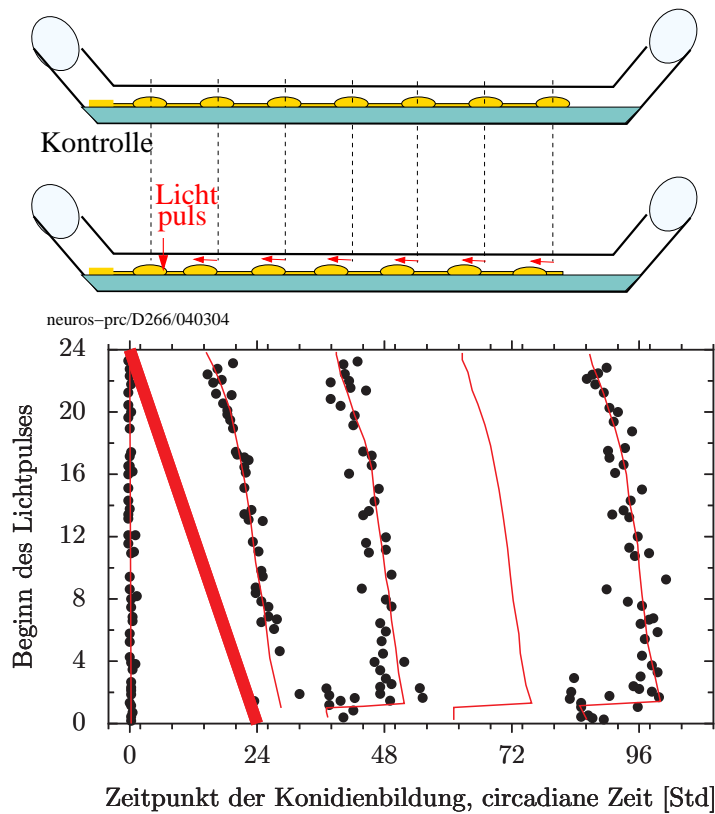 Kontrolle
Licht
puls
neuros−prc/D266/040304
24
20
16
12
8
4
0
Beginn des Lichtpulses
0 24 48 72 96
Zeitpunkt der Konidienbildung, circadiane Zeit [Std]